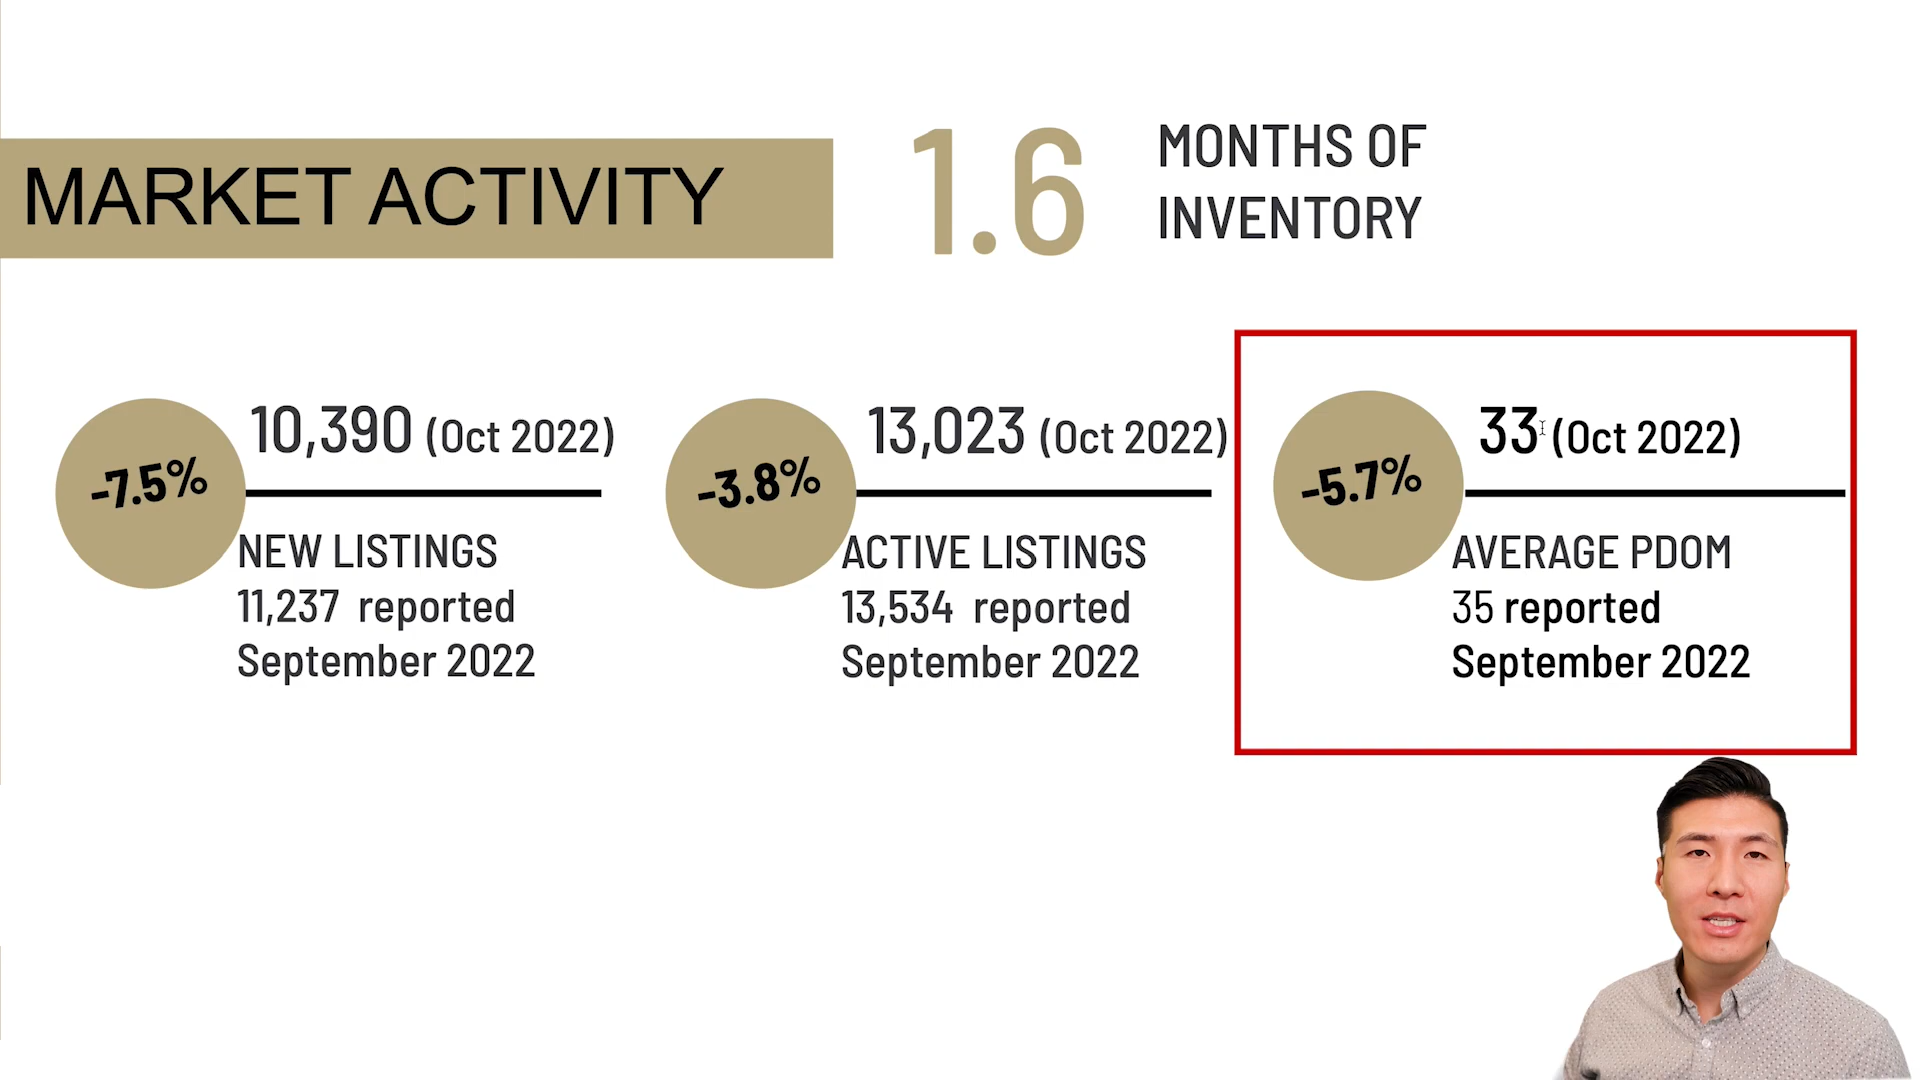 MARKET ACTIVITY
1.6
MONTHS OF
INVENTORY
-7.5%
10,390 (Oct 2022)
NEW LISTINGS
11,237 reported
September 2022
-3.8%
13,023 (Oct 2022)
ACTIVE LISTINGS
13,534 reported
September 2022
-5.7%
33 (Oct 2022)
AVERAGE PDOM
35 reported
September 2022